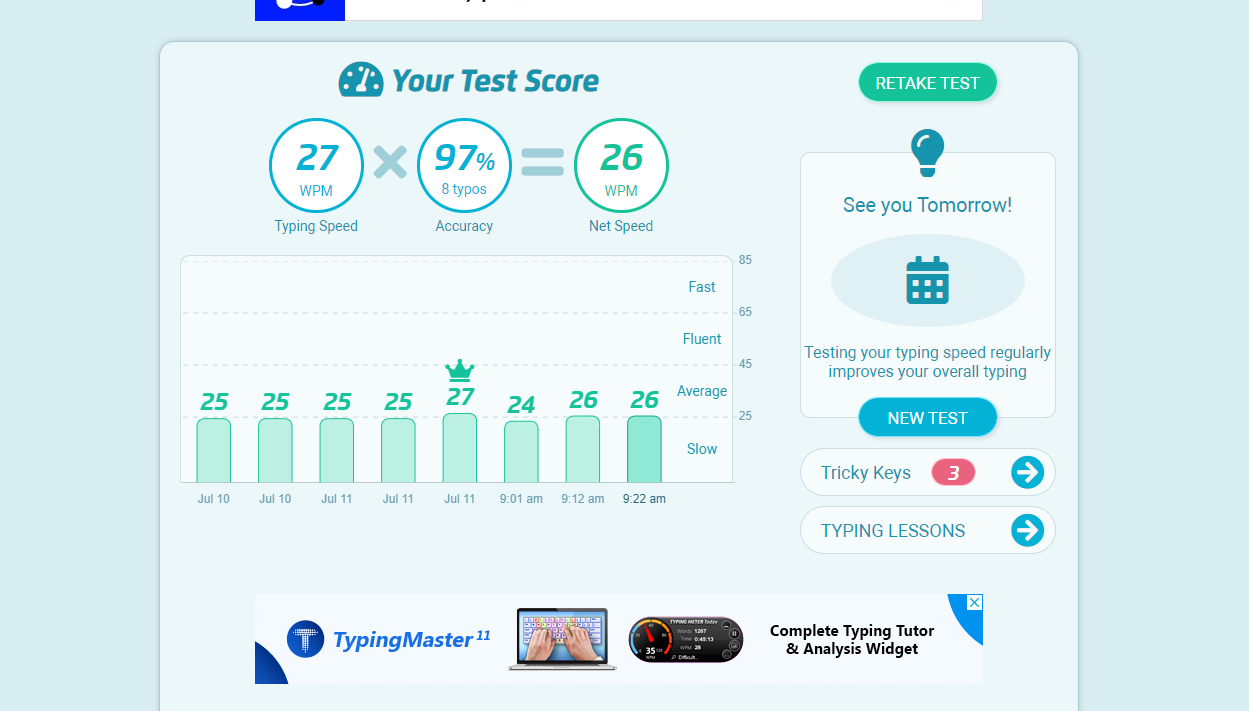 Your Test Score
RETAKE TEST
27
WPM
Typing Speed
97%
8 typos
Accuracy
26
WPM
Net Speed
See you Tomorrow!
Testing your typing speed regularly
improves your overall typing
NEW TEST
Tricky Keys 3
TYPING LESSONS
85
Fast
65
Fluent
45
Average
25
Slow
25 25 25 25 27 24 26 26
Jul 10 Jul 10 Jul 11 Jul 11 Jul 11 9:01 am 9:12 am 9:22 am
TypingMaster 11
TYPING METER Today
Words 1267
Time 0:45:13
WPM 28
35
WPM
Difficult..
Complete Typing Tutor
& Analysis Widget